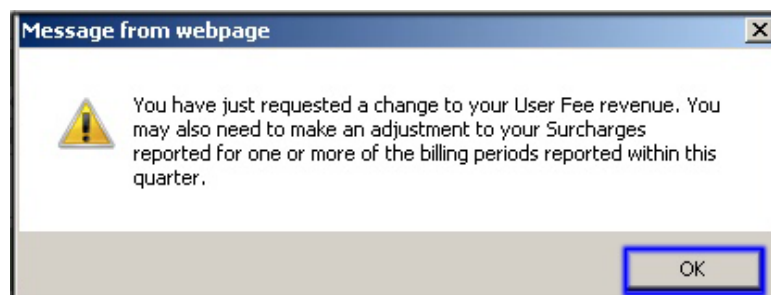 Message from webpage
You have just requested a change to your User Fee revenue. You
may also need to make an adjustment to your Surcharges
reported for one or more of the billing periods reported within this
quarter.
OK